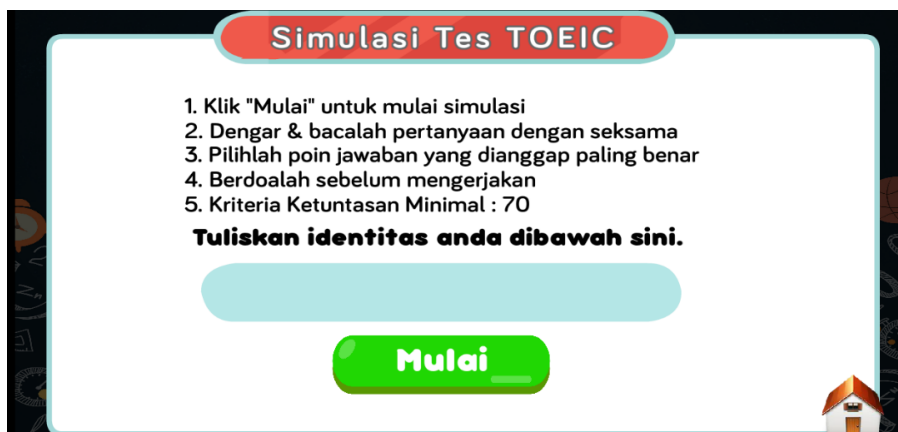 Simulasi Tes TOEIC
1. Klik "Mulai" untuk mulai simulasi
2. Dengar & bacalah pertanyaan dengan seksama
3. Pilihlah poin jawaban yang dianggap paling benar
4. Berdoalah sebelum mengerjakan
5. Kriteria Ketuntasan Minimal : 70
Tuliskan identitas anda dibawah sini.
Mulai